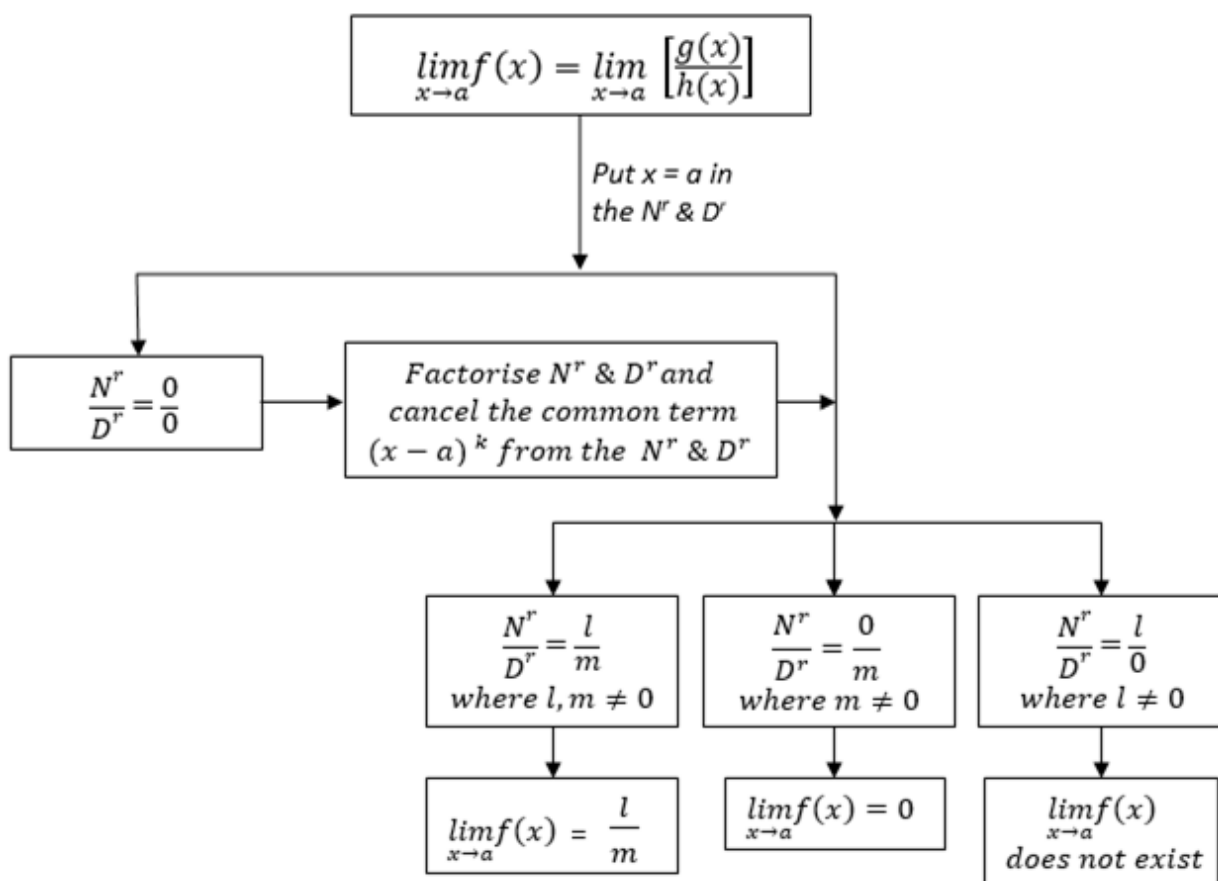 lim f(x) = lim [g(x)/h(x)]
x→a x→a
Put x = a in
the Nʳ & Dʳ
Nʳ/Dʳ = 0/0
Factorise Nʳ & Dʳ and
cancel the common term
(x − a)ᵏ from the Nʳ & Dʳ
Nʳ/Dʳ = l/m
where l, m ≠ 0
Nʳ/Dʳ = 0/m
where m ≠ 0
Nʳ/Dʳ = l/0
where l ≠ 0
lim f(x) = l/m
x→a
lim f(x) = 0
x→a
lim f(x)
x→a
does not exist